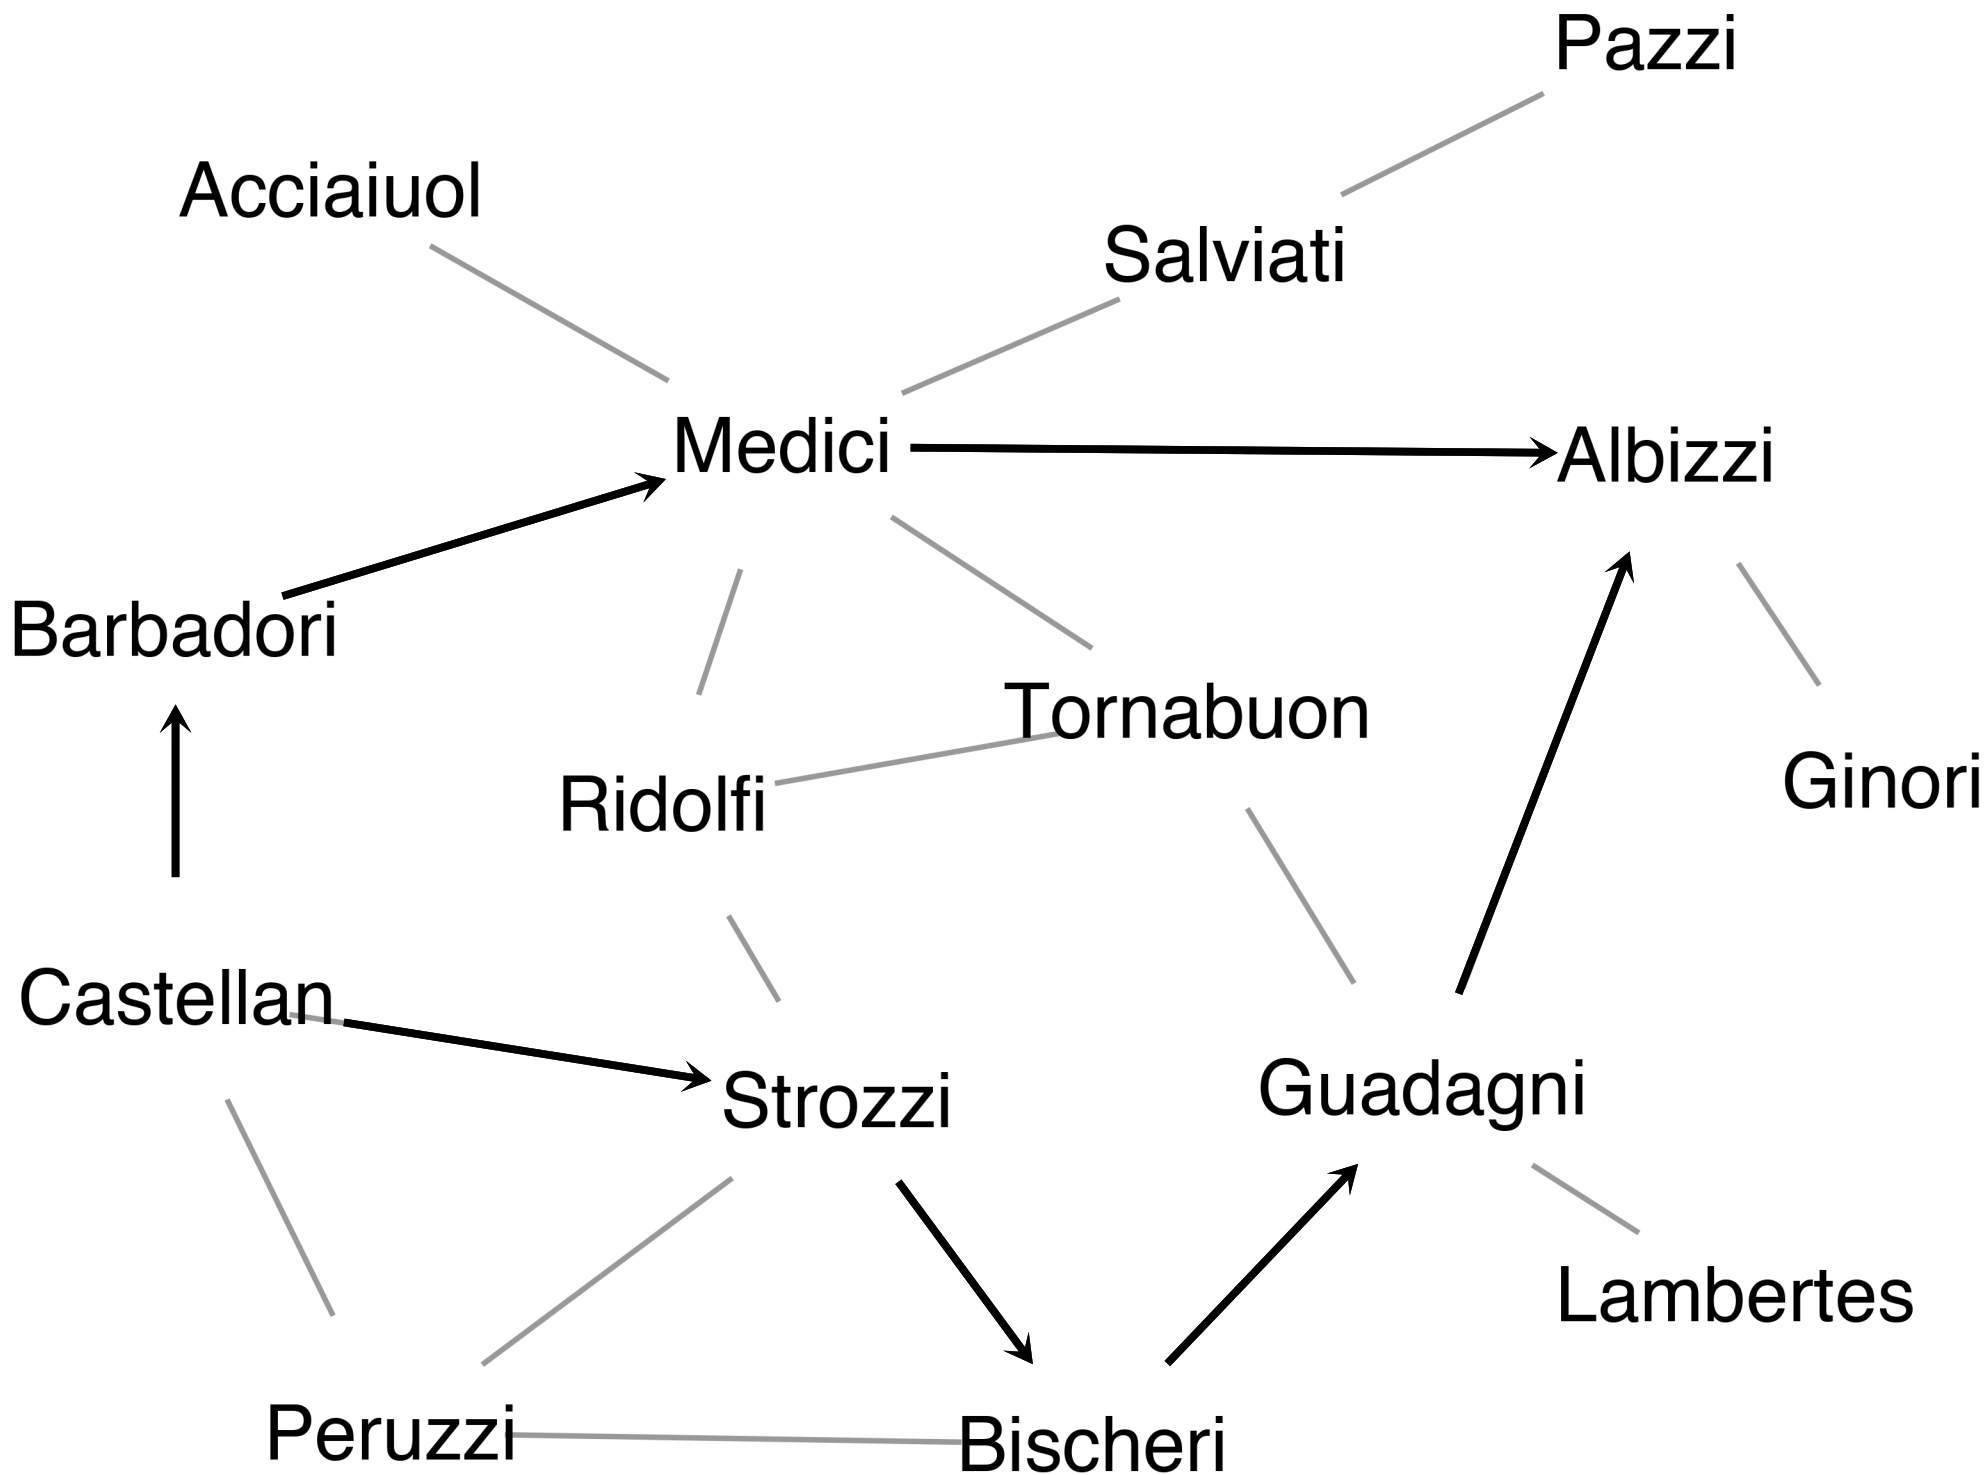 Pazzi
Acciaiuol
Salviati
Medici
Albizzi
Barbadori
Tornabuon
Ridolfi
Ginori
Castellan
Strozzi
Guadagni
Lambertes
Peruzzi
Bischeri